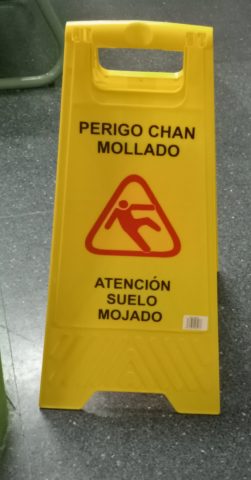 PERIGO CHAN
MOLLADO
ATENCIÓN
SUELO
MOJADO